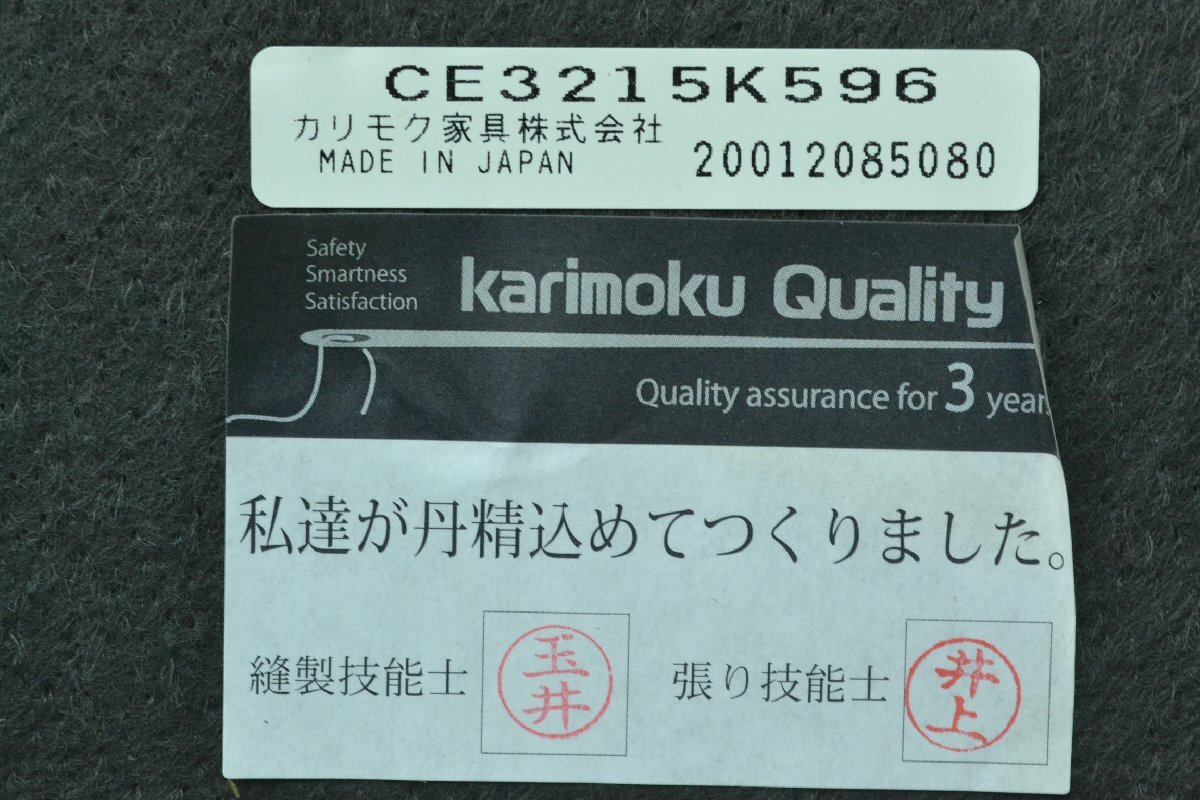 CE3215K596
カリモク家具株式会社
MADE IN JAPAN 20012085080
Safety
Smartness
Satisfaction
karimoku Quality
Quality assurance for 3 year
私達が丹精込めてつくりました。
縫製技能士 玉井 張り技能士 井上